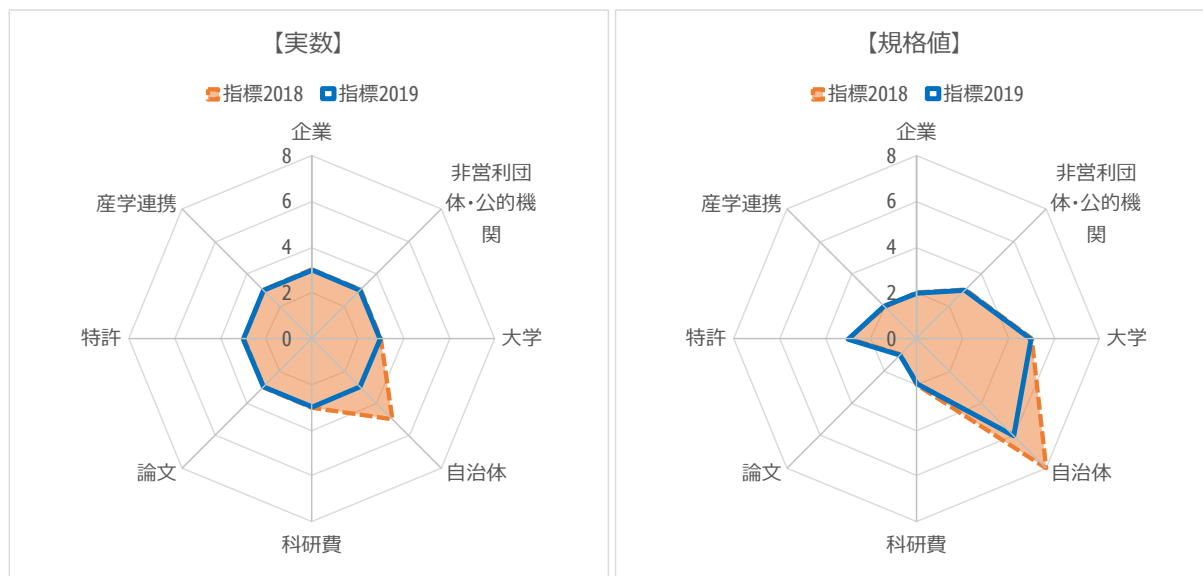 【実数】
指標2018 指標2019
企業
8
非営利団
体・公的機
関
6
4
2
0
産学連携
特許
大学
論文
自治体
科研費
【規格値】
指標2018 指標2019
企業
8
非営利団
体・公的機
関
6
4
2
0
産学連携
特許
大学
論文
自治体
科研費